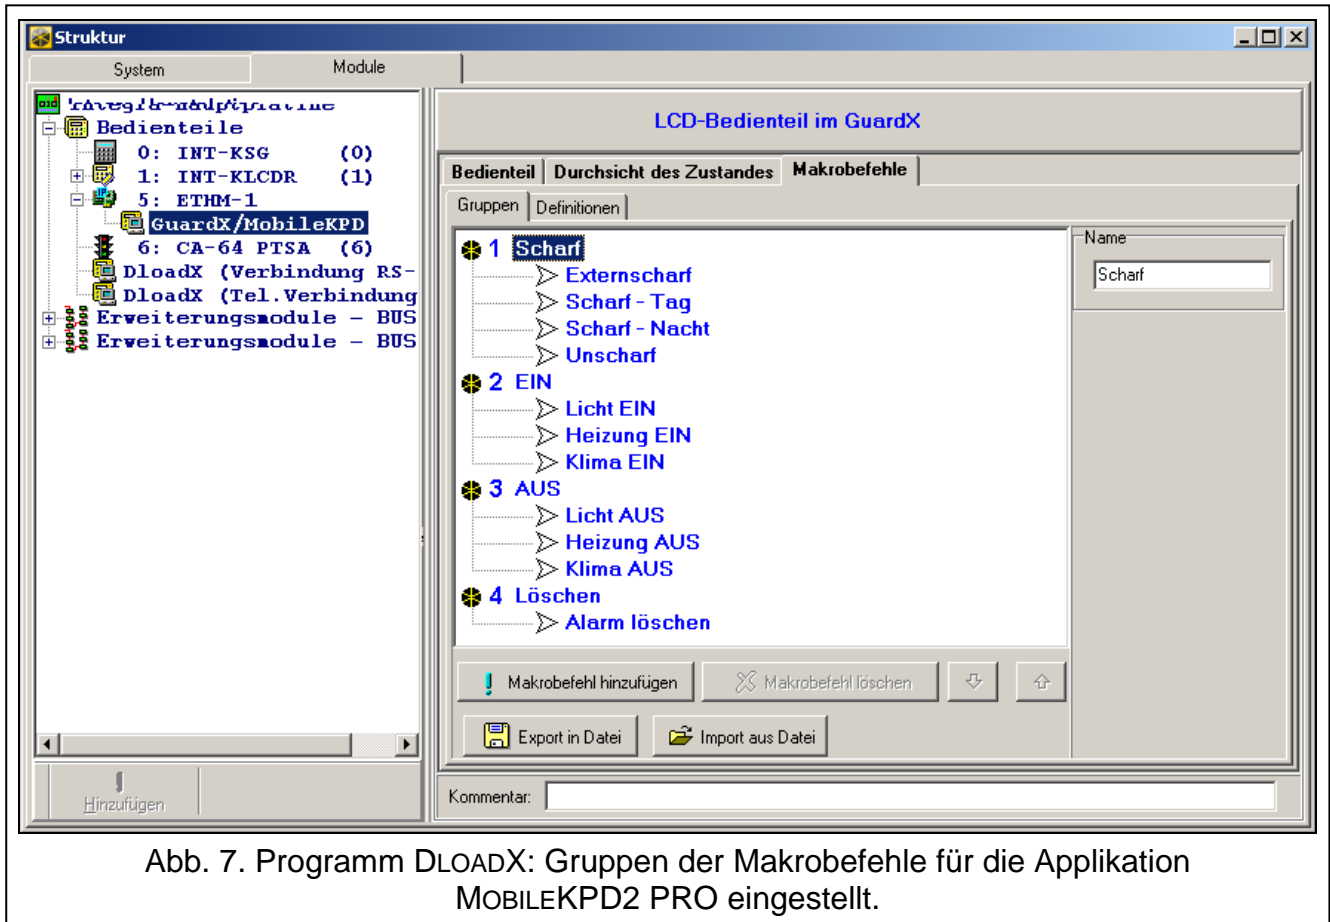 Struktur
System
Module
Bedienteile
0: INT-KSG (0)
1: INT-KLCDR (1)
5: ETHM-1
GuardX/MobileKPD
6: CA-64 PTSA (6)
DloadX (Verbindung RS-
DloadX (Tel.Verbindung
Erweiterungsmodule – BUS
Erweiterungsmodule – BUS
Hinzufügen
LCD-Bedienteil im GuardX
Bedienteil Durchsicht des Zustandes Makrobefehle
Gruppen Definitionen
1 Scharf
Externscharf
Scharf - Tag
Scharf - Nacht
Unscharf
2 EIN
Licht EIN
Heizung EIN
Klima EIN
3 AUS
Licht AUS
Heizung AUS
Klima AUS
4 Löschen
Alarm löschen
Name
Scharf
Makrobefehl hinzufügen
Makrobefehl löschen
Export in Datei
Import aus Datei
Kommentar:
Abb. 7. Programm DLOADX: Gruppen der Makrobefehle für die Applikation
MOBILEKPD2 PRO eingestellt.